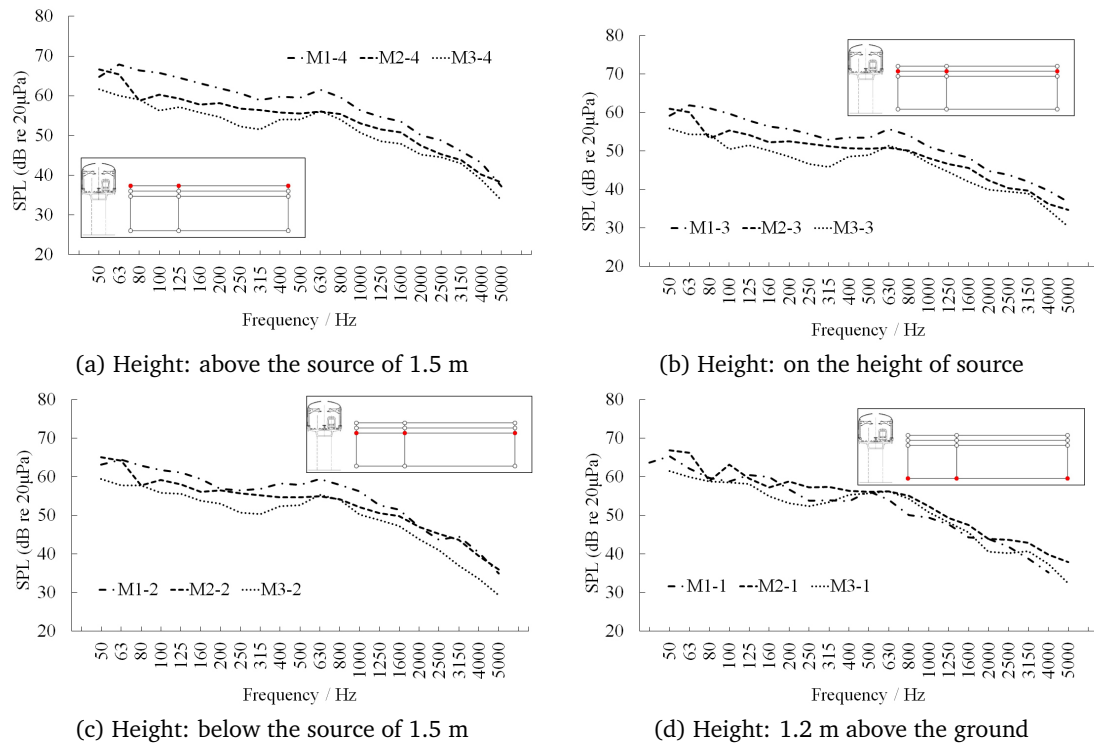 80
70
60
50
40
30
20
SPL (dB re 20μPa)
M1-4 M2-4 M3-4
50 63 80 100 125 160 200 250 315 400 500 630 800 1000 1250 1600 2000 2500 3150 4000 5000
Frequency / Hz
(a) Height: above the source of 1.5 m
80
70
60
50
40
30
20
SPL (dB re 20μPa)
M1-3 M2-3 M3-3
50 63 80 100 125 160 200 250 315 400 500 630 800 1000 1250 1600 2000 2500 3150 4000 5000
Frequency / Hz
(b) Height: on the height of source
80
70
60
50
40
30
20
SPL (dB re 20μPa)
M1-2 M2-2 M3-2
50 63 80 100 125 160 200 250 315 400 500 630 800 1000 1250 1600 2000 2500 3150 4000 5000
Frequency / Hz
(c) Height: below the source of 1.5 m
80
70
60
50
40
30
20
SPL (dB re 20μPa)
M1-1 M2-1 M3-1
50 63 80 100 125 160 200 250 315 400 500 630 800 1000 1250 1600 2000 2500 3150 4000 5000
Frequency / Hz
(d) Height: 1.2 m above the ground